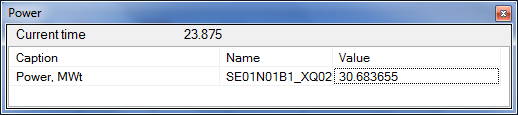 Power
Current time 23.875
Caption Name Value
Power, MWt SE01N01B1_XQ02 30.683655